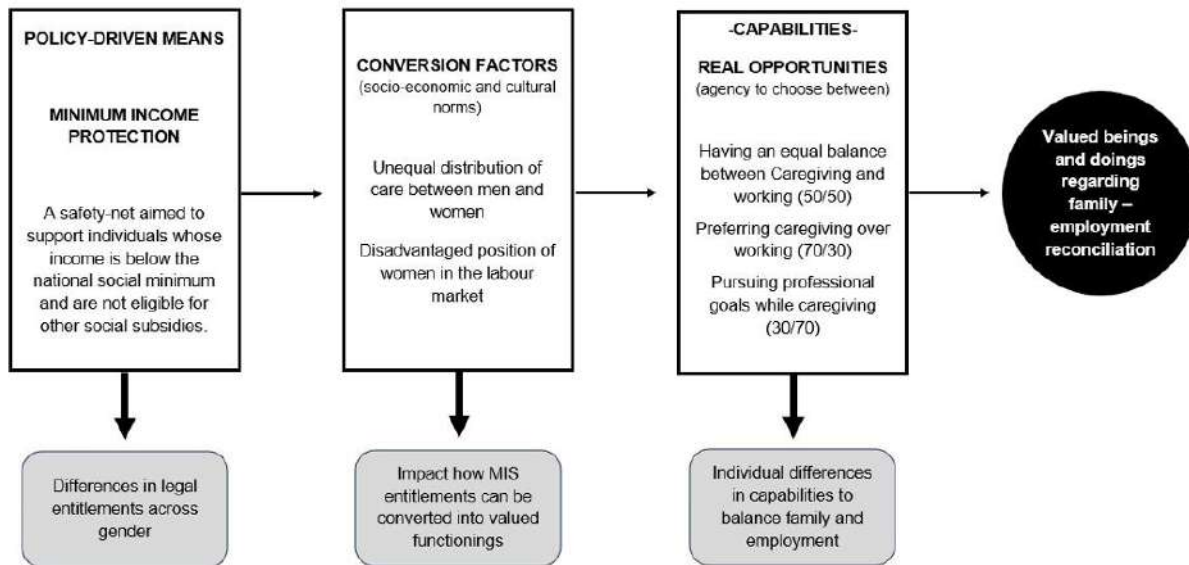 POLICY-DRIVEN MEANS
MINIMUM INCOME
PROTECTION
A safety-net aimed to
support individuals whose
income is below the
national social minimum
and are not eligible for
other social subsidies.
Differences in legal
entitlements across
gender
CONVERSION FACTORS
(socio-economic and cultural
norms)
Unequal distribution of
care between men and
women
Disadvantaged position of
women in the labour
market
Impact how MIS
entitlements can be
converted into valued
functionings
-CAPABILITIES-
REAL OPPORTUNITIES
(agency to choose between)
Having an equal balance
between Caregiving and
working (50/50)
Preferring caregiving over
working (70/30)
Pursuing professional
goals while caregiving
(30/70)
Individual differences
in capabilities to
balance family and
employment
Valued beings
and doings
regarding
family –
employment
reconciliation